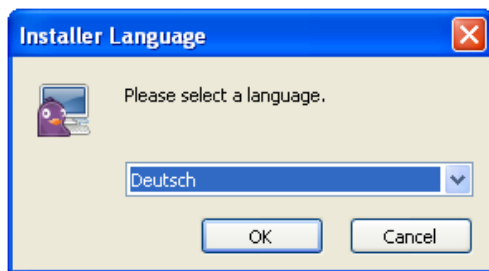 Installer Language
Please select a language.
Deutsch
OK
Cancel